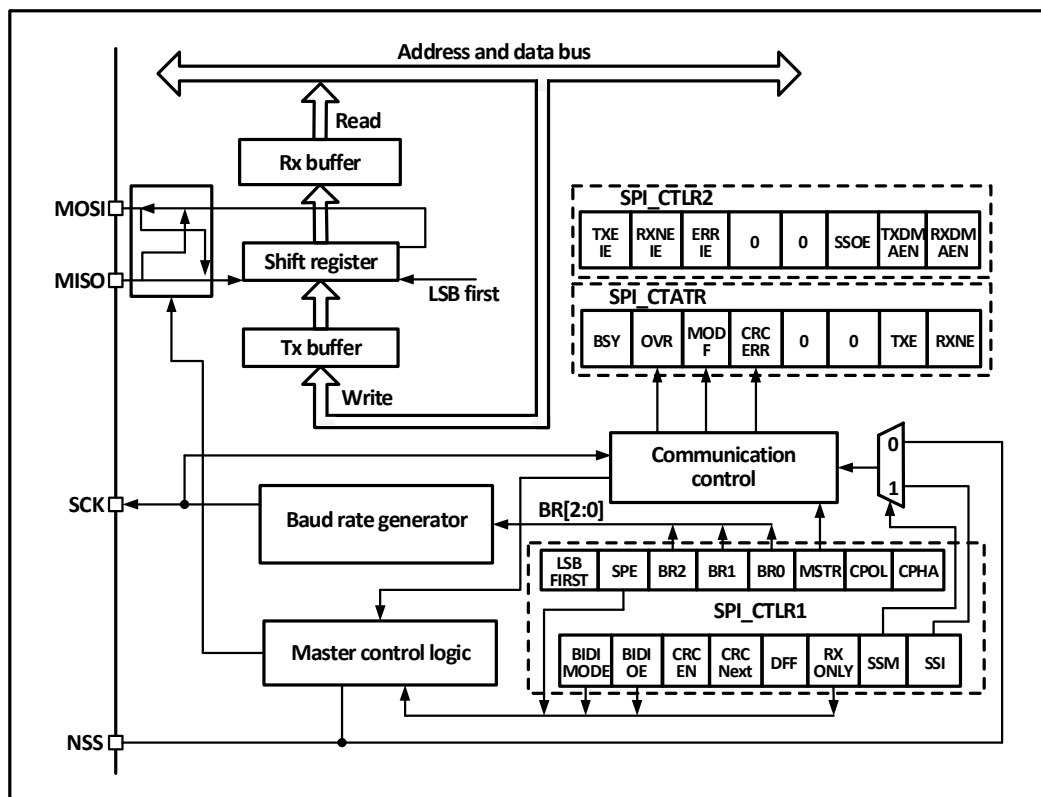 Address and data bus
Read
Rx buffer
MOSI
Shift register
MISO
LSB first
Tx buffer
Write
SPI_CTLR2
TXE
IE
RXNE
IE
ERR
IE
0
0
SSOE
TXDM
AEN
RXDM
AEN
SPI_CTATR
BSY
OVR
MOD
F
CRC
ERR
0
0
TXE
RXNE
Communication
control
0
1
SCK
Baud rate generator
BR[2:0]
LSB
FIRST
SPE
BR2
BR1
BR0
MSTR
CPOL
CPHA
SPI_CTLR1
Master control logic
BIDI
MODE
BIDI
OE
CRC
EN
CRC
Next
DFF
RX
ONLY
SSM
SSI
NSS